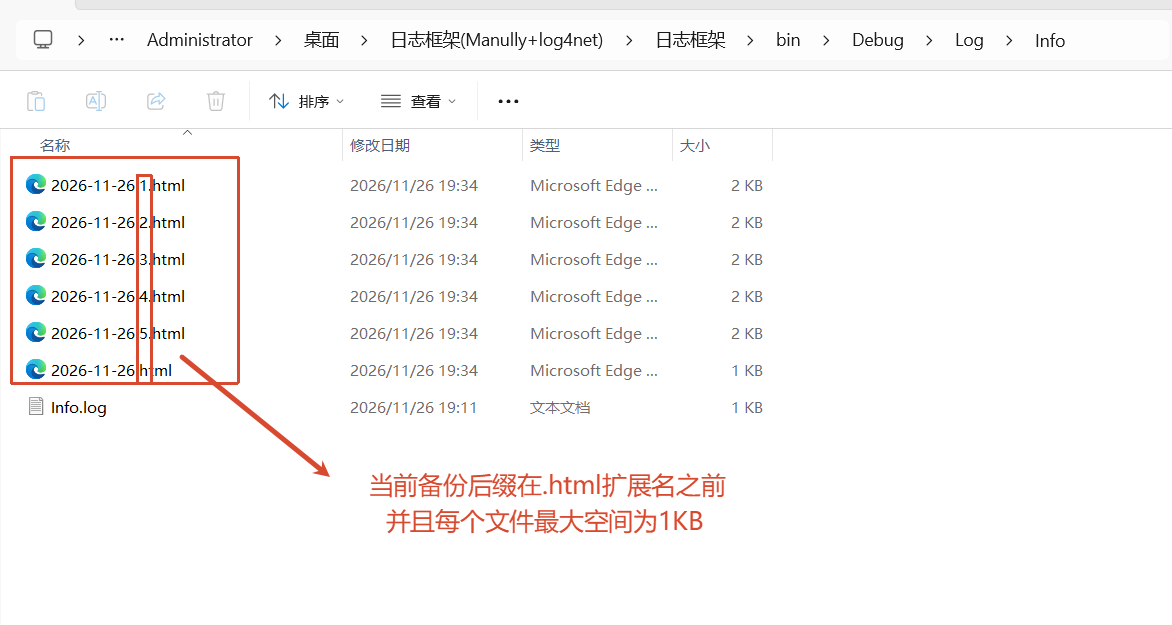 Administrator > 桌面 > 日志框架(Manully+log4net) > 日志框架 > bin > Debug > Log > Info
排序 查看
名称 修改日期 类型 大小
2026-11-26.1.html 2026/11/26 19:34 Microsoft Edge ... 2 KB
2026-11-26.2.html 2026/11/26 19:34 Microsoft Edge ... 2 KB
2026-11-26.3.html 2026/11/26 19:34 Microsoft Edge ... 2 KB
2026-11-26.4.html 2026/11/26 19:34 Microsoft Edge ... 2 KB
2026-11-26.5.html 2026/11/26 19:34 Microsoft Edge ... 2 KB
2026-11-26.html 2026/11/26 19:34 Microsoft Edge ... 1 KB
Info.log 2026/11/26 19:11 文本文档 1 KB
当前备份后缀在.html扩展名之前
并且每个文件最大空间为1KB